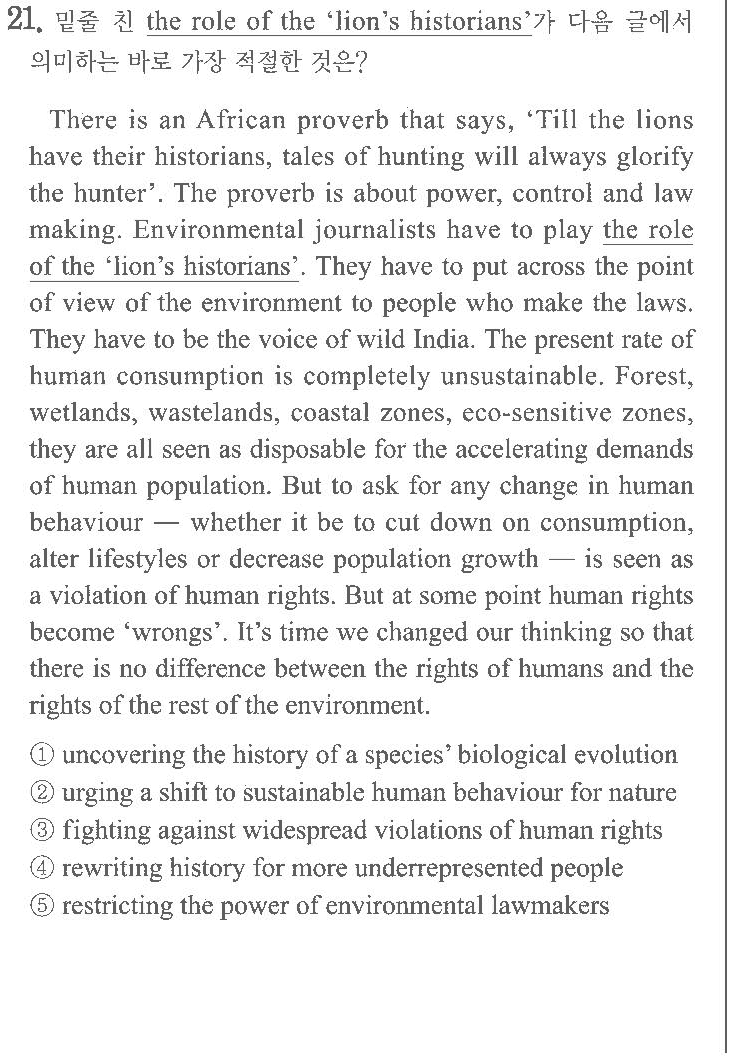 21. 밑줄 친 the role of the ‘lion’s historians’가 다음 글에서
의미하는 바로 가장 적절한 것은?
There is an African proverb that says, ‘Till the lions
have their historians, tales of hunting will always glorify
the hunter’. The proverb is about power, control and law
making. Environmental journalists have to play the role
of the ‘lion’s historians’. They have to put across the point
of view of the environment to people who make the laws.
They have to be the voice of wild India. The present rate of
human consumption is completely unsustainable. Forest,
wetlands, wastelands, coastal zones, eco-sensitive zones,
they are all seen as disposable for the accelerating demands
of human population. But to ask for any change in human
behaviour — whether it be to cut down on consumption,
alter lifestyles or decrease population growth — is seen as
a violation of human rights. But at some point human rights
become ‘wrongs’. It’s time we changed our thinking so that
there is no difference between the rights of humans and the
rights of the rest of the environment.
① uncovering the history of a species’ biological evolution
② urging a shift to sustainable human behaviour for nature
③ fighting against widespread violations of human rights
④ rewriting history for more underrepresented people
⑤ restricting the power of environmental lawmakers